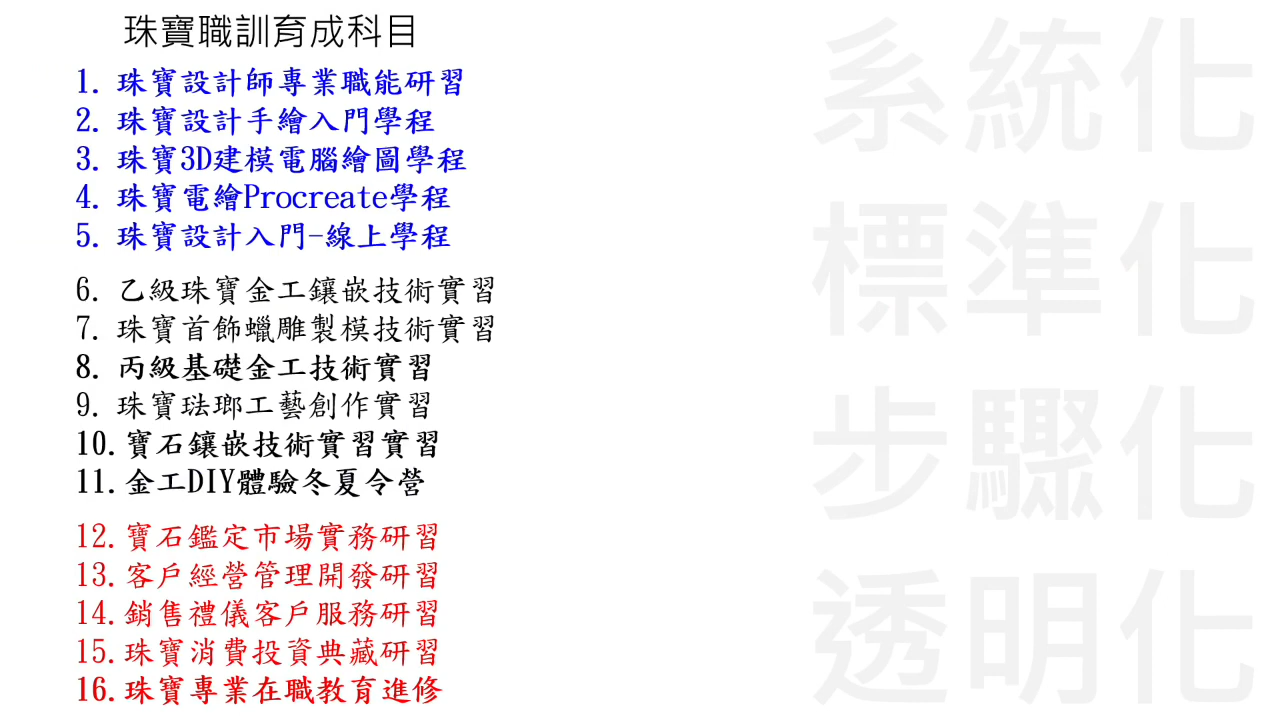 珠寶職訓育成科目
1. 珠寶設計師專業職能研習
2. 珠寶設計手繪入門學程
3. 珠寶3D建模電腦繪圖學程
4. 珠寶電繪Procreate學程
5. 珠寶設計入門-線上學程
6. 乙級珠寶金工鑲嵌技術實習
7. 珠寶首飾蠟雕製模技術實習
8. 丙級基礎金工技術實習
9. 珠寶琺瑯工藝創作實習
10.寶石鑲嵌技術實習實習
11.金工DIY體驗冬夏令營
12.寶石鑑定市場實務研習
13.客戶經營管理開發研習
14.銷售禮儀客戶服務研習
15.珠寶消費投資典藏研習
16.珠寶專業在職教育進修
系統化
標準化
步驟化
透明化